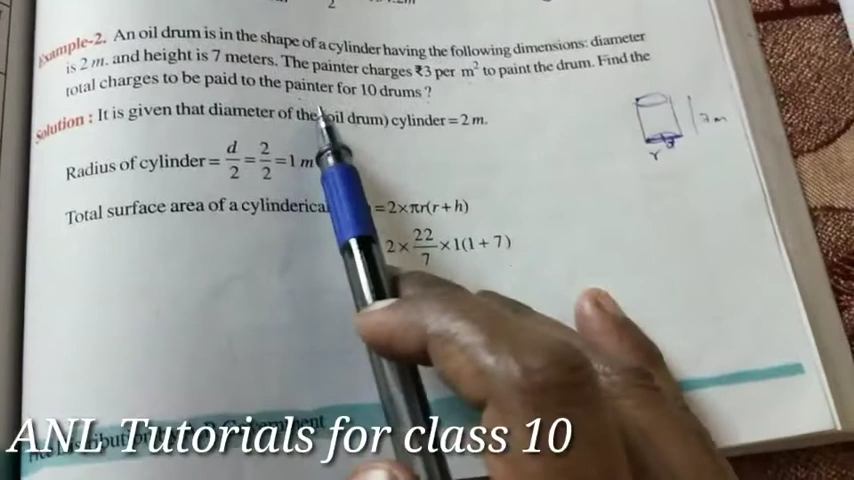 Example-2. An oil drum is in the shape of a cylinder having the following dimensions: diameter
is 2 m. and height is 7 meters. The painter charges ₹3 per m² to paint the drum. Find the
total charges to be paid to the painter for 10 drums ?
Solution : It is given that diameter of the (oil drum) cylinder = 2 m.
7 m
r
Radius of cylinder = d/2 = 2/2 = 1 m
Total surface area of a cylinderical = 2×πr(r + h)
2 × 22/7 × 1(1 + 7)
ANL Tutorials for class 10